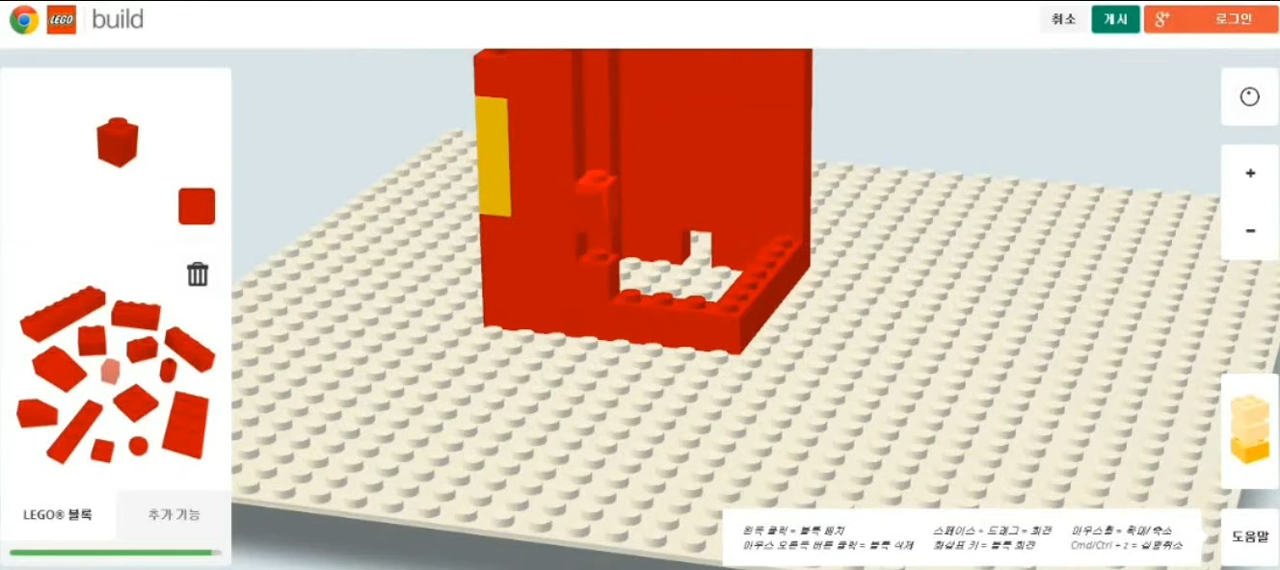 LEGO build
취소
게시
g+ 로그인
+
-
LEGO® 블록
추가 기능
왼쪽 클릭 = 블록 배치
스페이스 + 드래그 = 회전
마우스휠 = 확대/축소
마우스 오른쪽 버튼 클릭 = 블록 삭제
화살표 키 = 블록 회전
Cmd/Ctrl + z = 실행취소
도움말